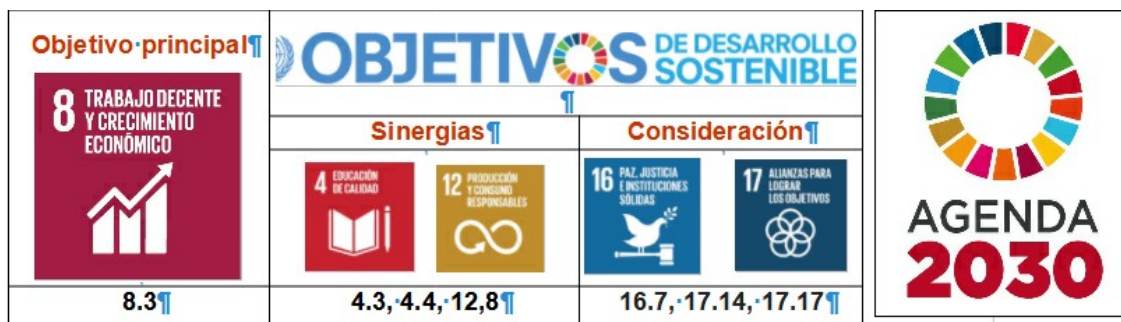 Objetivo·principal¶
8 TRABAJO DECENTE
Y CRECIMIENTO
ECONÓMICO
8.3¶
OBJETIVOS DE DESARROLLO
SOSTENIBLE
¶
Sinergias¶
Consideración¶
4 EDUCACIÓN
DE CALIDAD
12 PRODUCCIÓN
Y CONSUMO
RESPONSABLES
16 PAZ, JUSTICIA
E INSTITUCIONES
SÓLIDAS
17 ALIANZAS PARA
LOGRAR
LOS OBJETIVOS
4.3,·4.4,·12,8¶
16.7,·17.14,·17.17¶
AGENDA
2030